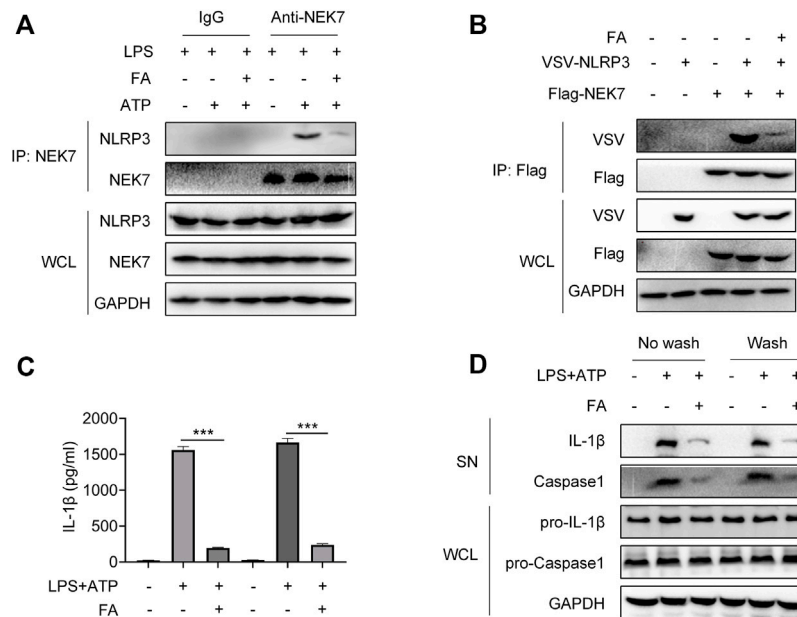 A
IgG Anti-NEK7
LPS + + + + + +
FA - - + - - +
ATP - + + - + +
IP: NEK7
NLRP3
NEK7
WCL
NLRP3
NEK7
GAPDH
B
FA - - - - +
VSV-NLRP3 - + - + +
Flag-NEK7 - - + + +
IP: Flag
VSV
Flag
WCL
VSV
Flag
GAPDH
C
IL-1β (pg/ml)
2000
1500
1000
500
0
*** ***
LPS+ATP - + + - + +
FA - - + - - +
D
No wash Wash
LPS+ATP - + + - + +
FA - - + - - +
SN
IL-1β
Caspase1
WCL
pro-IL-1β
pro-Caspase1
GAPDH